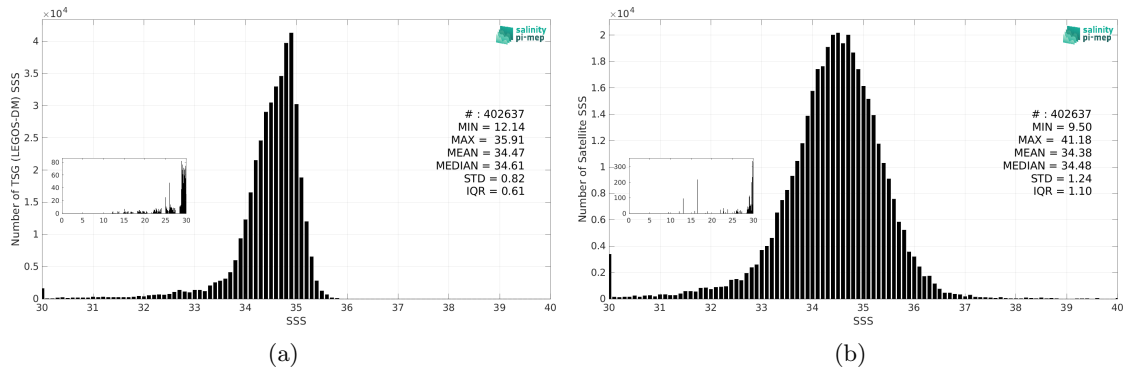 ×10⁴
salinity
pi-mep
Number of TSG (LEGOS-DM) SSS
4
3.5
3
2.5
2
1.5
1
0.5
0
# : 402637
MIN = 12.14
MAX = 35.91
MEAN = 34.47
MEDIAN = 34.61
STD = 0.82
IQR = 0.61
80
60
40
20
0
0 5 10 15 20 25 30
30 31 32 33 34 35 36 37 38 39 40
SSS
(a)
×10⁴
salinity
pi-mep
Number of Satellite SSS
2
1.8
1.6
1.4
1.2
1
0.8
0.6
0.4
0.2
0
# : 402637
MIN = 9.50
MAX = 41.18
MEAN = 34.38
MEDIAN = 34.48
STD = 1.24
IQR = 1.10
300
200
100
0
0 5 10 15 20 25 30
30 31 32 33 34 35 36 37 38 39 40
SSS
(b)